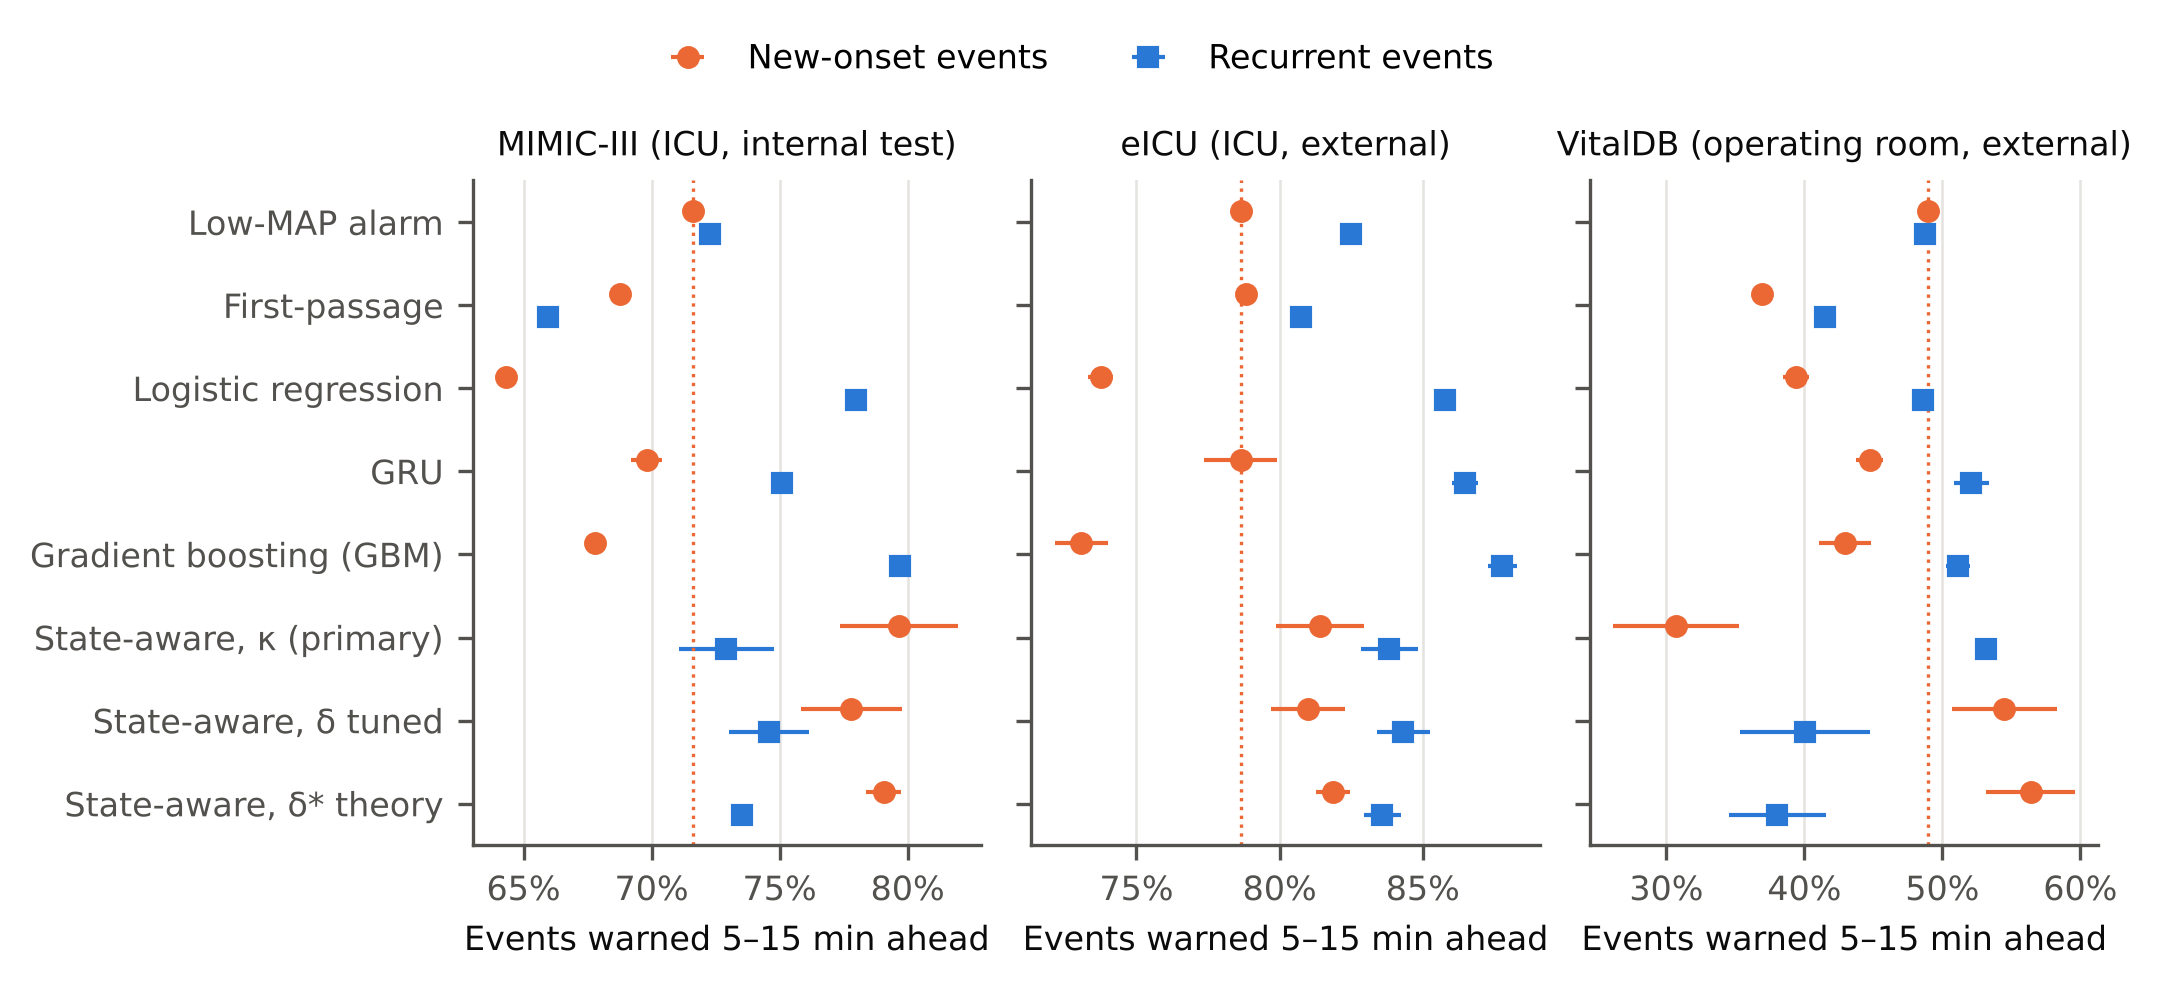 New-onset events
Recurrent events
MIMIC-III (ICU, internal test)
eICU (ICU, external)
VitalDB (operating room, external)
Low-MAP alarm
First-passage
Logistic regression
GRU
Gradient boosting (GBM)
State-aware, κ (primary)
State-aware, δ tuned
State-aware, δ* theory
65% 70% 75% 80%
75% 80% 85%
30% 40% 50% 60%
Events warned 5–15 min ahead
Events warned 5–15 min ahead
Events warned 5–15 min ahead